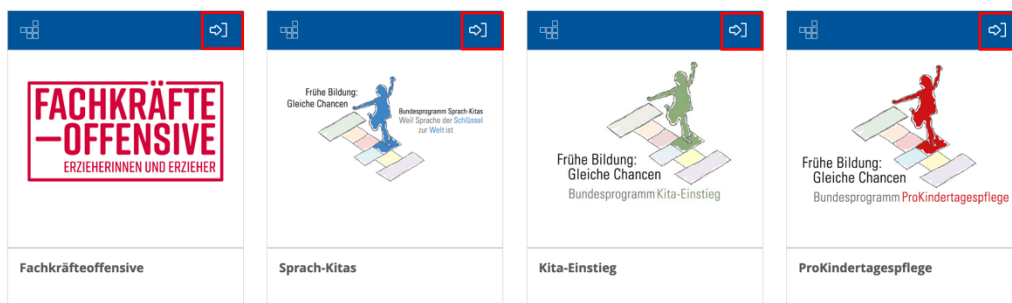 FACHKRÄFTE
—OFFENSIVE
ERZIEHERINNEN UND ERZIEHER
Fachkräfteoffensive
Frühe Bildung:
Gleiche Chancen
Bundesprogramm Sprach-Kitas
Weil Sprache der Schlüssel
zur Welt ist
Sprach-Kitas
Frühe Bildung:
Gleiche Chancen
Bundesprogramm Kita-Einstieg
Kita-Einstieg
Frühe Bildung:
Gleiche Chancen
Bundesprogramm ProKindertagespflege
ProKindertagespflege